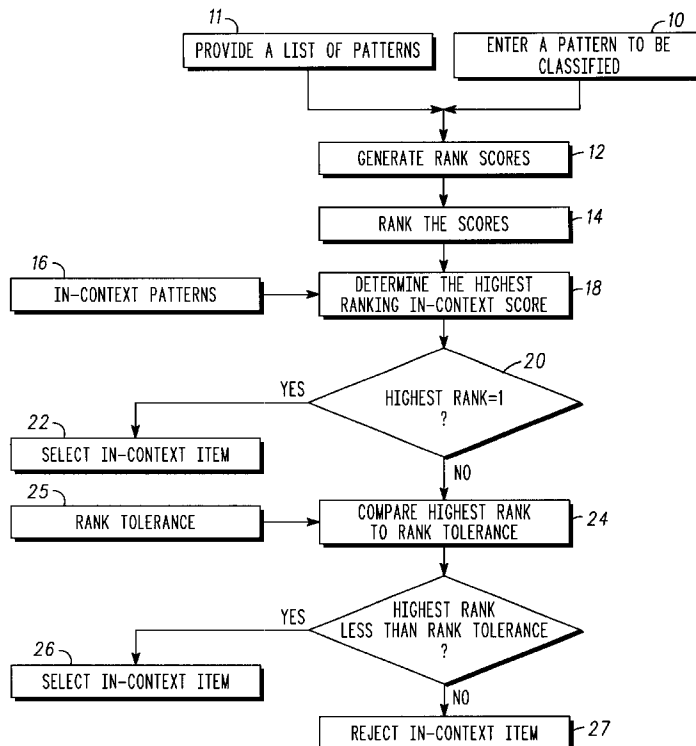 11
10
PROVIDE A LIST OF PATTERNS
ENTER A PATTERN TO BE
CLASSIFIED
GENERATE RANK SCORES
12
RANK THE SCORES
14
16
IN-CONTEXT PATTERNS
DETERMINE THE HIGHEST
RANKING IN-CONTEXT SCORE
18
20
YES
HIGHEST RANK=1
?
22
SELECT IN-CONTEXT ITEM
NO
25
RANK TOLERANCE
COMPARE HIGHEST RANK
TO RANK TOLERANCE
24
YES
HIGHEST RANK
LESS THAN RANK TOLERANCE
?
26
SELECT IN-CONTEXT ITEM
NO
REJECT IN-CONTEXT ITEM
27